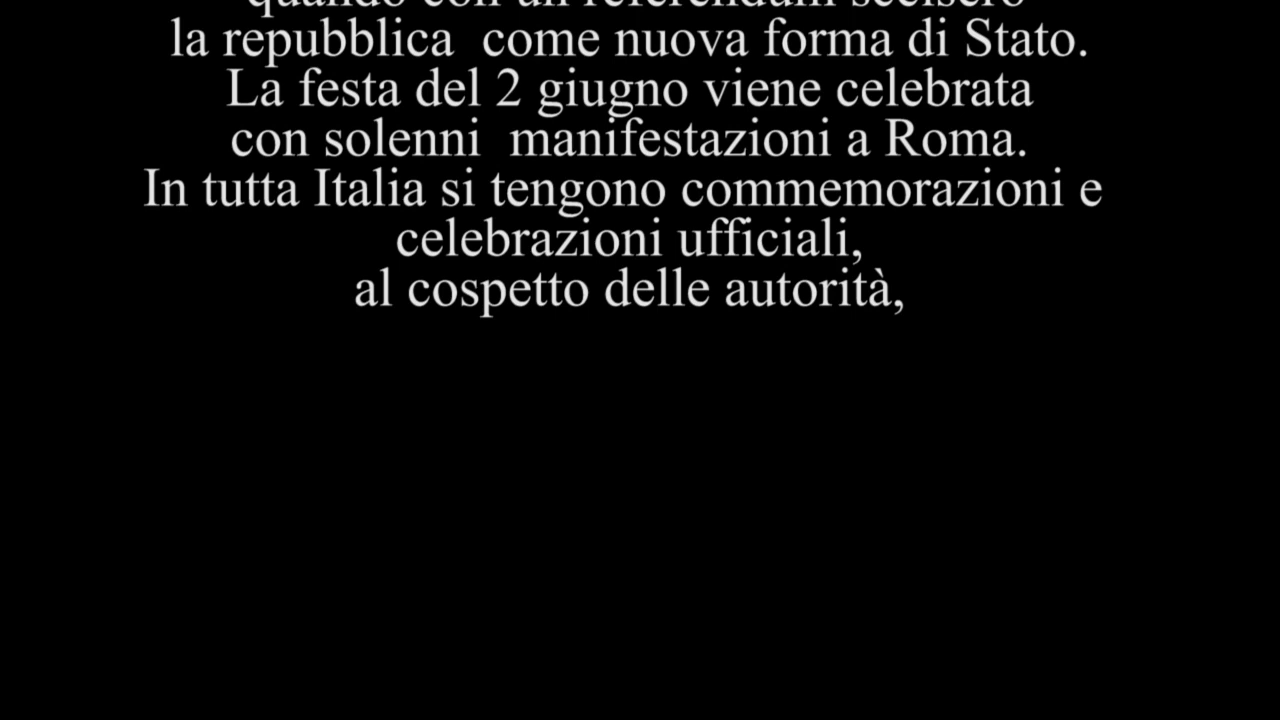 quando con un referendum scelsero
la repubblica come nuova forma di Stato.
La festa del 2 giugno viene celebrata
con solenni manifestazioni a Roma.
In tutta Italia si tengono commemorazioni e
celebrazioni ufficiali,
al cospetto delle autorità,